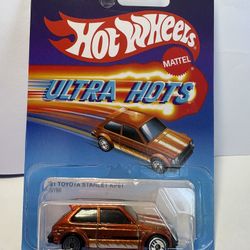 Hot Wheels
MATTEL
ULTRA HOTS
'81 TOYOTA STARLET KP61